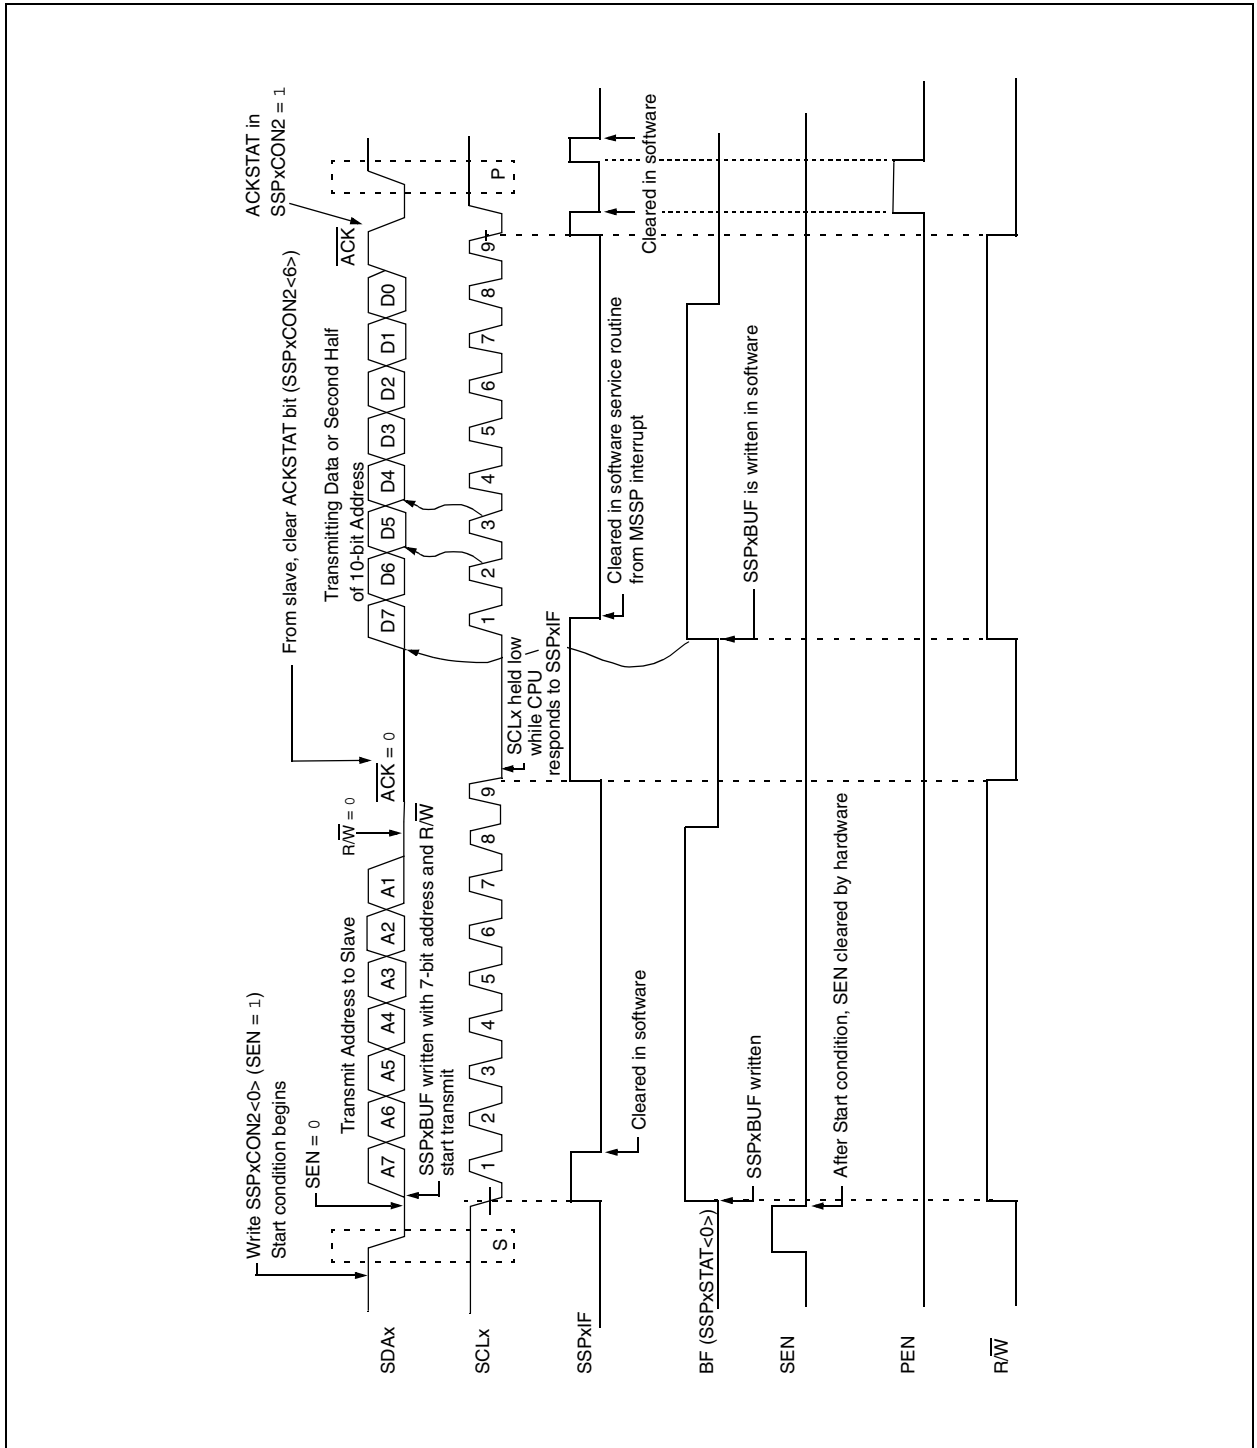 Write SSPxCON2<0> (SEN = 1)
Start condition begins
SEN = 0
From slave, clear ACKSTAT bit (SSPxCON2<6>)
ACKSTAT in
SSPxCON2 = 1
Transmit Address to Slave
R/W = 0
ACK = 0
Transmitting Data or Second Half
of 10-bit Address
ACK
SDAx
A7 A6 A5 A4 A3 A2 A1
D7 D6 D5 D4 D3 D2 D1 D0
SSPxBUF written with 7-bit address and R/W
start transmit
SCLx
S
1 2 3 4 5 6 7 8 9
1 2 3 4 5 6 7 8 9
P
SCLx held low
while CPU
responds to SSPxIF
SSPxIF
Cleared in software
Cleared in software service routine
from MSSP interrupt
Cleared in software
BF (SSPxSTAT<0>)
SSPxBUF written
SSPxBUF is written in software
SEN
After Start condition, SEN cleared by hardware
PEN
R/W